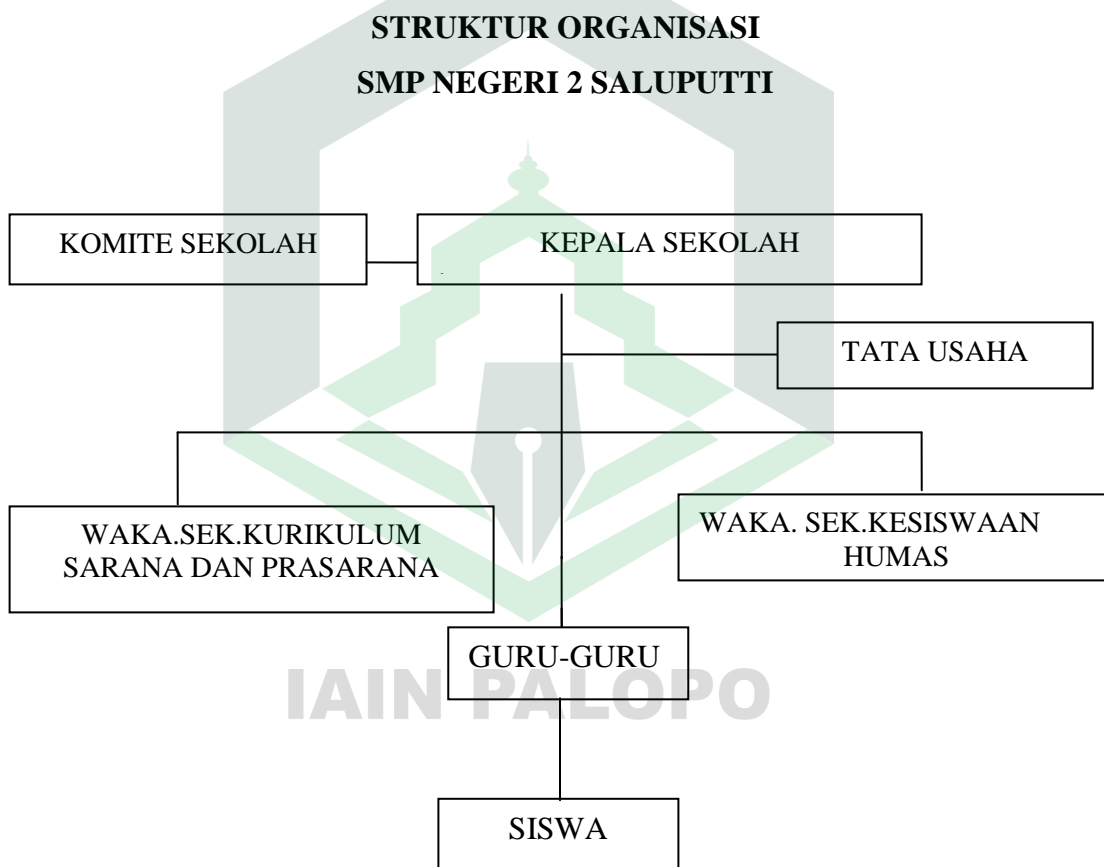 STRUKTUR ORGANISASI
SMP NEGERI 2 SALUPUTTI
KOMITE SEKOLAH
KEPALA SEKOLAH
TATA USAHA
WAKA.SEK.KURIKULUM
SARANA DAN PRASARANA
WAKA. SEK.KESISWAAN
HUMAS
GURU-GURU
IAIN PALOPO
SISWA